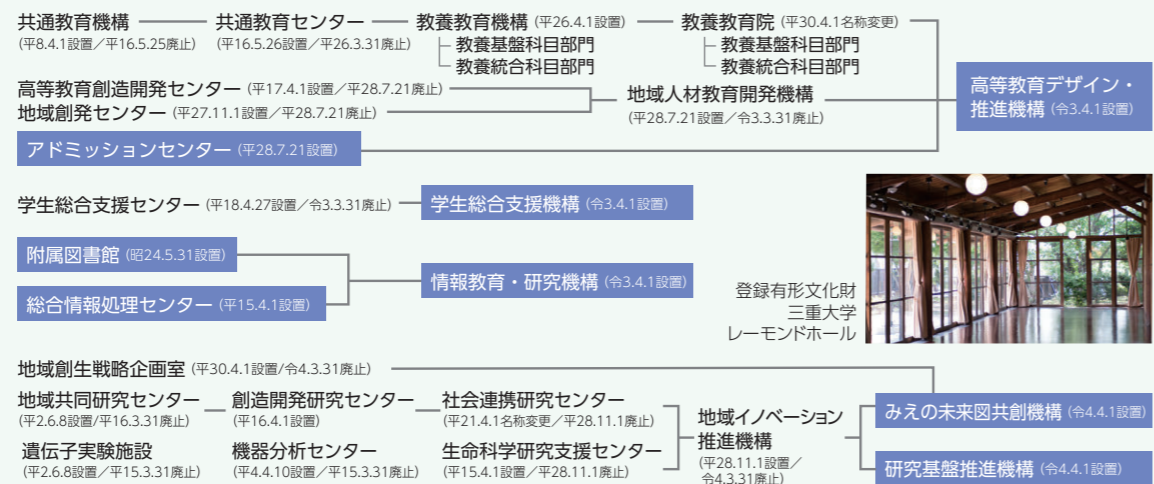 共通教育機構
(平8.4.1設置／平16.5.25廃止)
共通教育センター
(平16.5.26設置／平26.3.31廃止)
教養教育機構 (平26.4.1設置)
教養基盤科目部門
教養統合科目部門
教養教育院 (平30.4.1名称変更)
教養基盤科目部門
教養統合科目部門
高等教育創造開発センター (平17.4.1設置／平28.7.21廃止)
地域創発センター (平27.11.1設置／平28.7.21廃止)
地域人材教育開発機構
(平28.7.21設置／令3.3.31廃止)
アドミッションセンター (平28.7.21設置)
高等教育デザイン・
推進機構 (令3.4.1設置)
学生総合支援センター (平18.4.27設置／令3.3.31廃止)
学生総合支援機構 (令3.4.1設置)
附属図書館 (昭24.5.31設置)
総合情報処理センター (平15.4.1設置)
情報教育・研究機構 (令3.4.1設置)
登録有形文化財
三重大学
レーモンドホール
地域創生戦略企画室 (平30.4.1設置/令4.3.31廃止)
地域共同研究センター
(平2.6.8設置/平16.3.31廃止)
創造開発研究センター
(平16.4.1設置)
社会連携研究センター
(平21.4.1名称変更／平28.11.1廃止)
遺伝子実験施設
(平2.6.8設置／平15.3.31廃止)
機器分析センター
(平4.4.10設置／平15.3.31廃止)
生命科学研究支援センター
(平15.4.1設置／平28.11.1廃止)
地域イノベーション
推進機構
(平28.11.1設置／
令4.3.31廃止)
みえの未来図共創機構 (令4.4.1設置)
研究基盤推進機構 (令4.4.1設置)